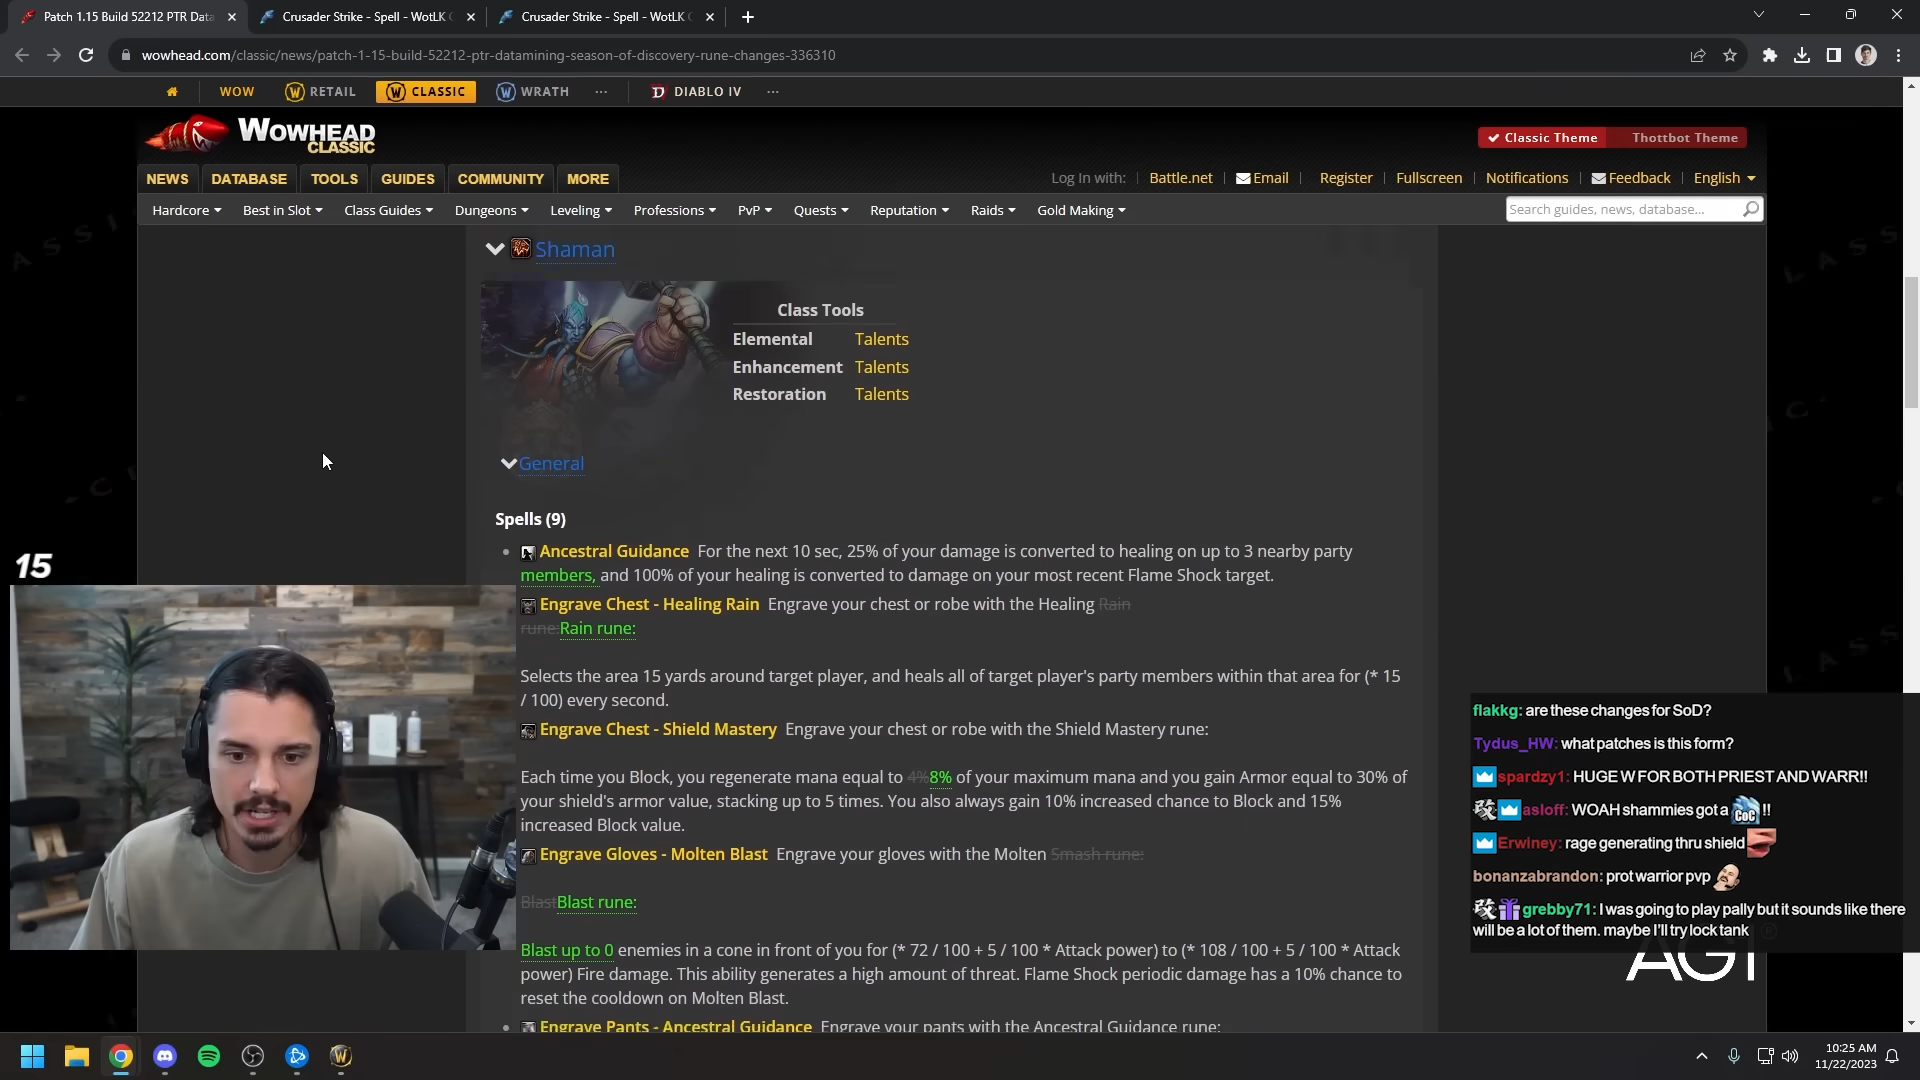 Patch 1.15 Build 52212 PTR Data
Crusader Strike - Spell - WotLK C
Crusader Strike - Spell - WotLK C
wowhead.com/classic/news/patch-1-15-build-52212-ptr-datamining-season-of-discovery-rune-changes-336310
WOW RETAIL CLASSIC WRATH DIABLO IV
WOWHEAD CLASSIC
Classic Theme Thottbot Theme
NEWS DATABASE TOOLS GUIDES COMMUNITY MORE
Log In with: Battle.net Email Register Fullscreen Notifications Feedback English
Hardcore Best in Slot Class Guides Dungeons Leveling Professions PvP Quests Reputation Raids Gold Making
Search guides, news, database...
Shaman
Class Tools
Elemental Talents
Enhancement Talents
Restoration Talents
General
Spells (9)
Ancestral Guidance For the next 10 sec, 25% of your damage is converted to healing on up to 3 nearby party
members, and 100% of your healing is converted to damage on your most recent Flame Shock target.
Engrave Chest - Healing Rain Engrave your chest or robe with the Healing Rain
rune:Rain rune:
Selects the area 15 yards around target player, and heals all of target player's party members within that area for (* 15
/ 100) every second.
Engrave Chest - Shield Mastery Engrave your chest or robe with the Shield Mastery rune:
Each time you Block, you regenerate mana equal to 4%8% of your maximum mana and you gain Armor equal to 30% of
your shield's armor value, stacking up to 5 times. You also always gain 10% increased chance to Block and 15%
increased Block value.
Engrave Gloves - Molten Blast Engrave your gloves with the Molten Smash rune:
BlastBlast rune:
Blast up to 0 enemies in a cone in front of you for (* 72 / 100 + 5 / 100 * Attack power) to (* 108 / 100 + 5 / 100 * Attack
power) Fire damage. This ability generates a high amount of threat. Flame Shock periodic damage has a 10% chance to
reset the cooldown on Molten Blast.
Engrave Pants - Ancestral Guidance Engrave your pants with the Ancestral Guidance rune:
15
flakkg: are these changes for SoD?
Tydus_HW: what patches is this form?
spardzy1: HUGE W FOR BOTH PRIEST AND WARR!!
asloff: WOAH shammies got a CoC !!
Erwiney: rage generating thru shield
bonanzabrandon: prot warrior pvp
grebby71: I was going to play pally but it sounds like there
will be a lot of them. maybe I'll try lock tank
AG1
10:25 AM
11/22/2023